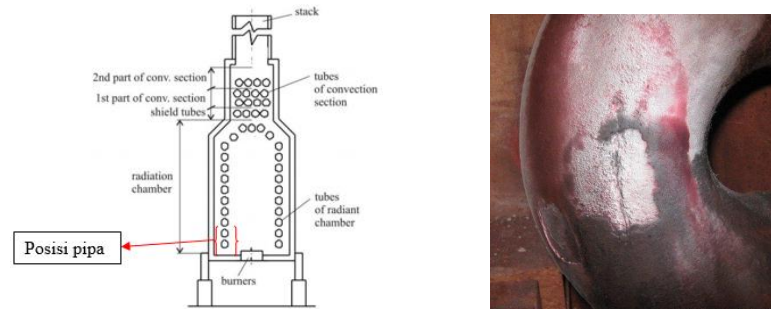 stack
2nd part of conv. section
1st part of conv. section
shield tubes
tubes
of convection
section
radiation
chamber
tubes
of radiant
chamber
Posisi pipa
burners